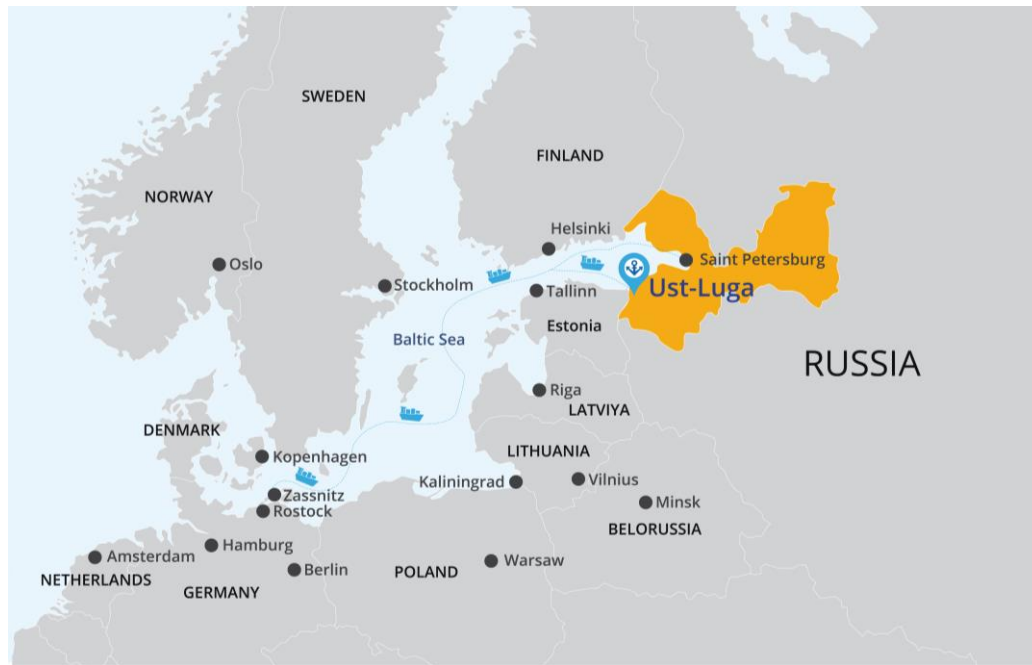 SWEDEN
FINLAND
NORWAY
Helsinki
Oslo
Saint Petersburg
Stockholm
Tallinn
Ust-Luga
Estonia
Baltic Sea
RUSSIA
Riga
LATVIYA
DENMARK
LITHUANIA
Kopenhagen
Kaliningrad
Vilnius
Zassnitz
Minsk
Rostock
BELORUSSIA
Hamburg
Amsterdam
Warsaw
Berlin
POLAND
NETHERLANDS
GERMANY